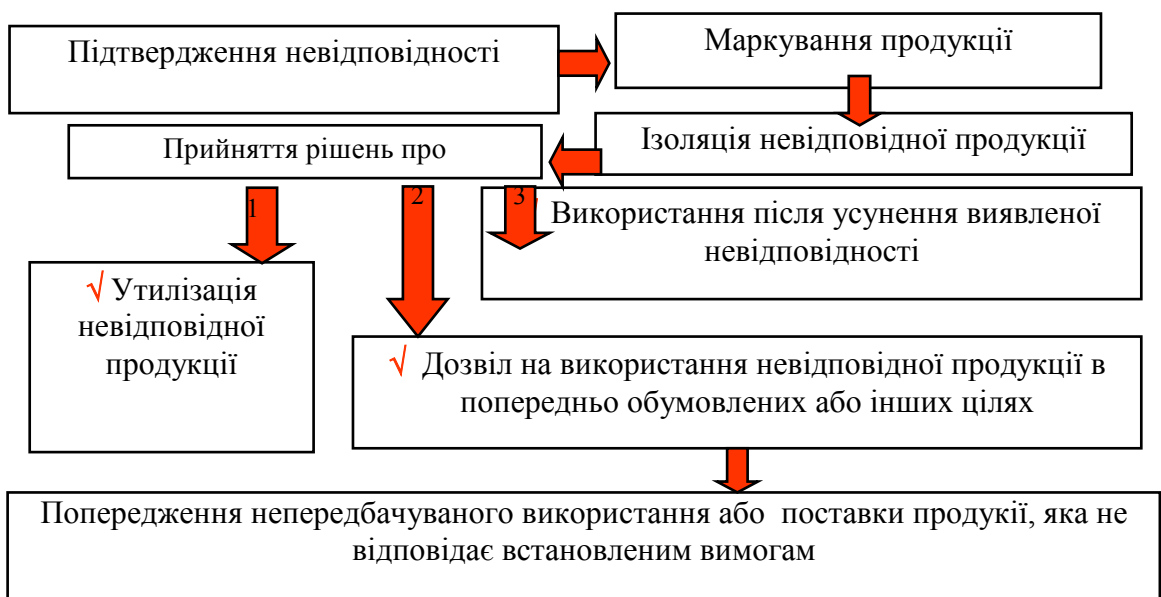 Підтвердження невідповідності
Маркування продукції
Ізоляція невідповідної продукції
Прийняття рішень про
1
2
3
√ Використання після усунення виявленої
невідповідності
√ Утилізація
невідповідної
продукції
√ Дозвіл на використання невідповідної продукції в
попередньо обумовлених або інших цілях
Попередження непередбачуваного використання або поставки продукії, яка не
відповідає встановленим вимогам